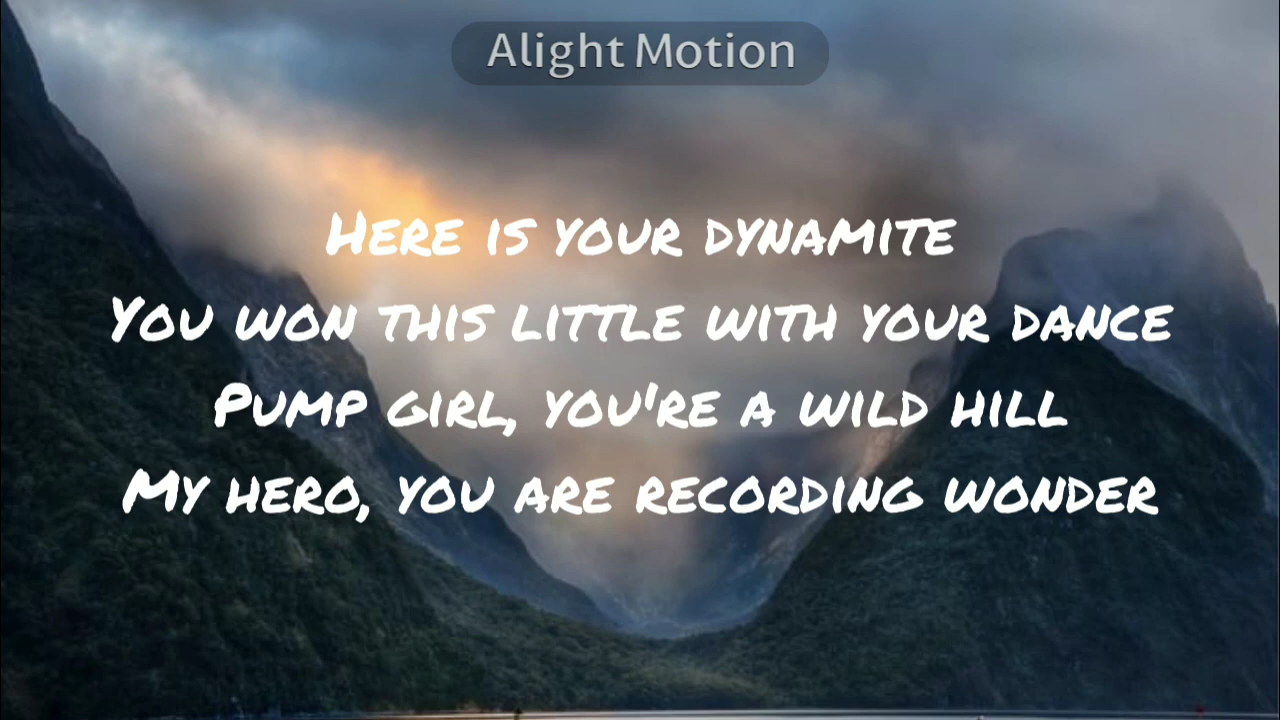 Alight Motion
Here is your dynamite
You won this little with your dance
Pump girl, you're a wild hill
My hero, you are recording wonder